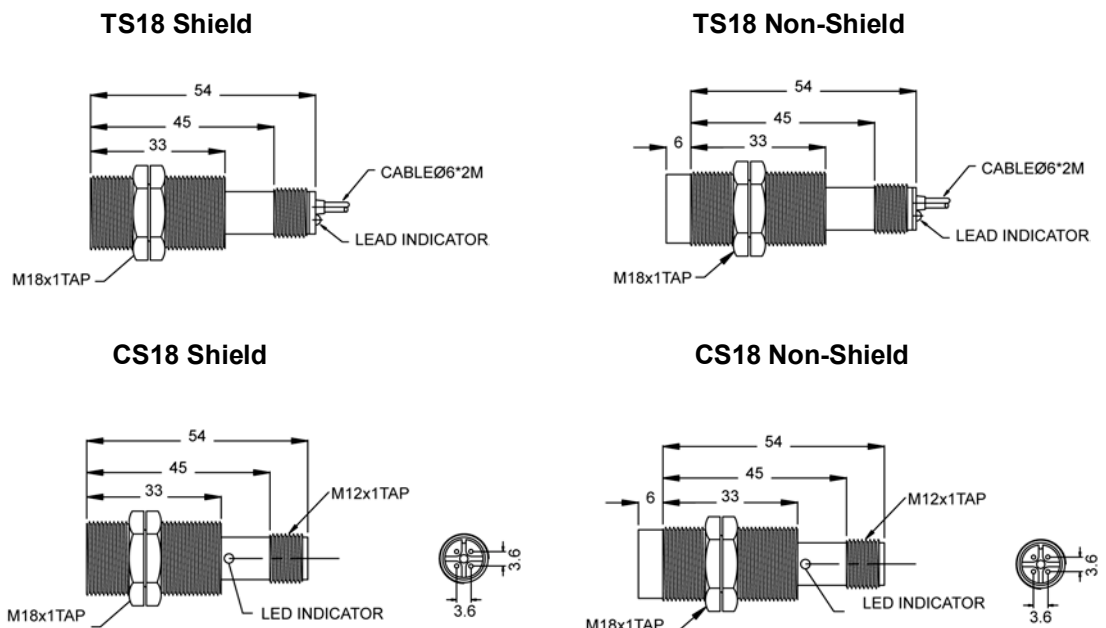 TS18 Shield
54
45
33
CABLEØ6*2M
LEAD INDICATOR
M18x1TAP
TS18 Non-Shield
54
45
6
33
CABLEØ6*2M
LEAD INDICATOR
M18x1TAP
CS18 Shield
54
45
33
M12x1TAP
3.6
3.6
LED INDICATOR
M18x1TAP
CS18 Non-Shield
54
45
6
33
M12x1TAP
3.6
3.6
LED INDICATOR
M18x1TAP